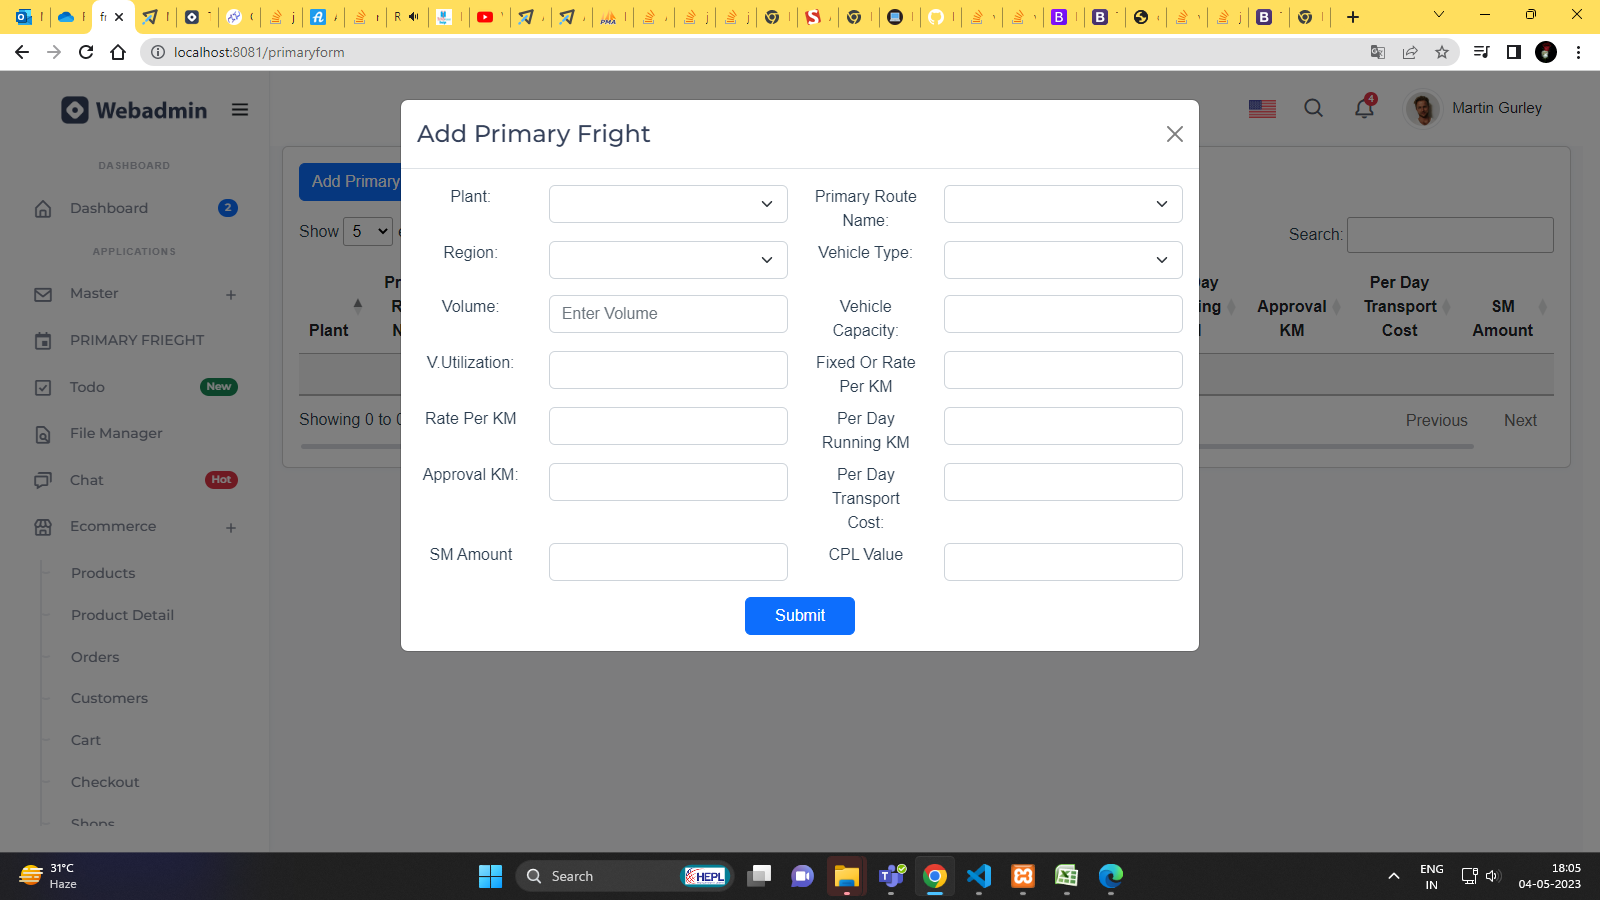 localhost:8081/primaryform
Webadmin
4
Martin Gurley
DASHBOARD
Dashboard
2
APPLICATIONS
Master
PRIMARY FRIEGHT
Todo
New
File Manager
Chat
Hot
Ecommerce
Products
Product Detail
Orders
Customers
Cart
Checkout
Shops
Add Primary
Show 5 e
Search:
Plant
Approval
KM
Per Day
Transport
Cost
SM
Amount
Showing 0 to 0
Previous
Next
Add Primary Fright
Plant:
Primary Route
Name:
Region:
Vehicle Type:
Volume:
Enter Volume
Vehicle
Capacity:
V.Utilization:
Fixed Or Rate
Per KM
Rate Per KM
Per Day
Running KM
Approval KM:
Per Day
Transport
Cost:
SM Amount
CPL Value
Submit
31°C
Haze
Search
HEPL
ENG
IN
18:05
04-05-2023